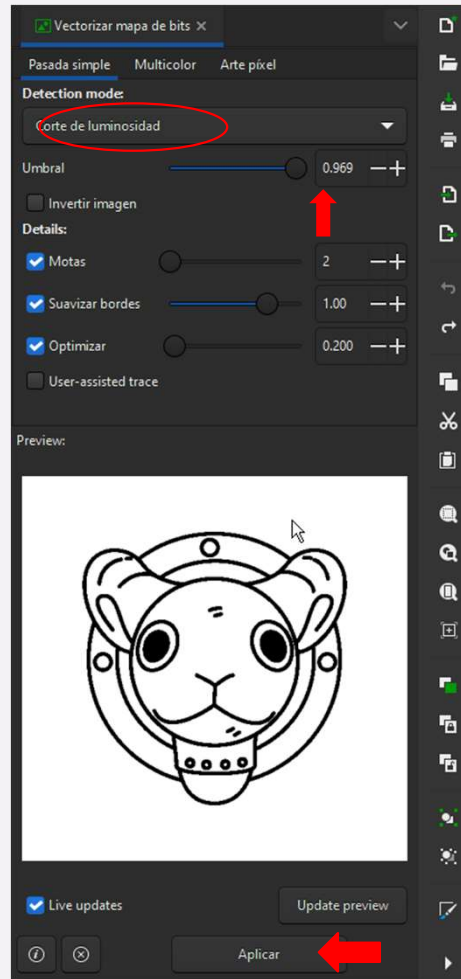 Vectorizar mapa de bits
Pasada simple Multicolor Arte píxel
Detection mode:
Corte de luminosidad
Umbral 0.969
Invertir imagen
Details:
Motas 2
Suavizar bordes 1.00
Optimizar 0.200
User-assisted trace
Preview:
Live updates Update preview
Aplicar